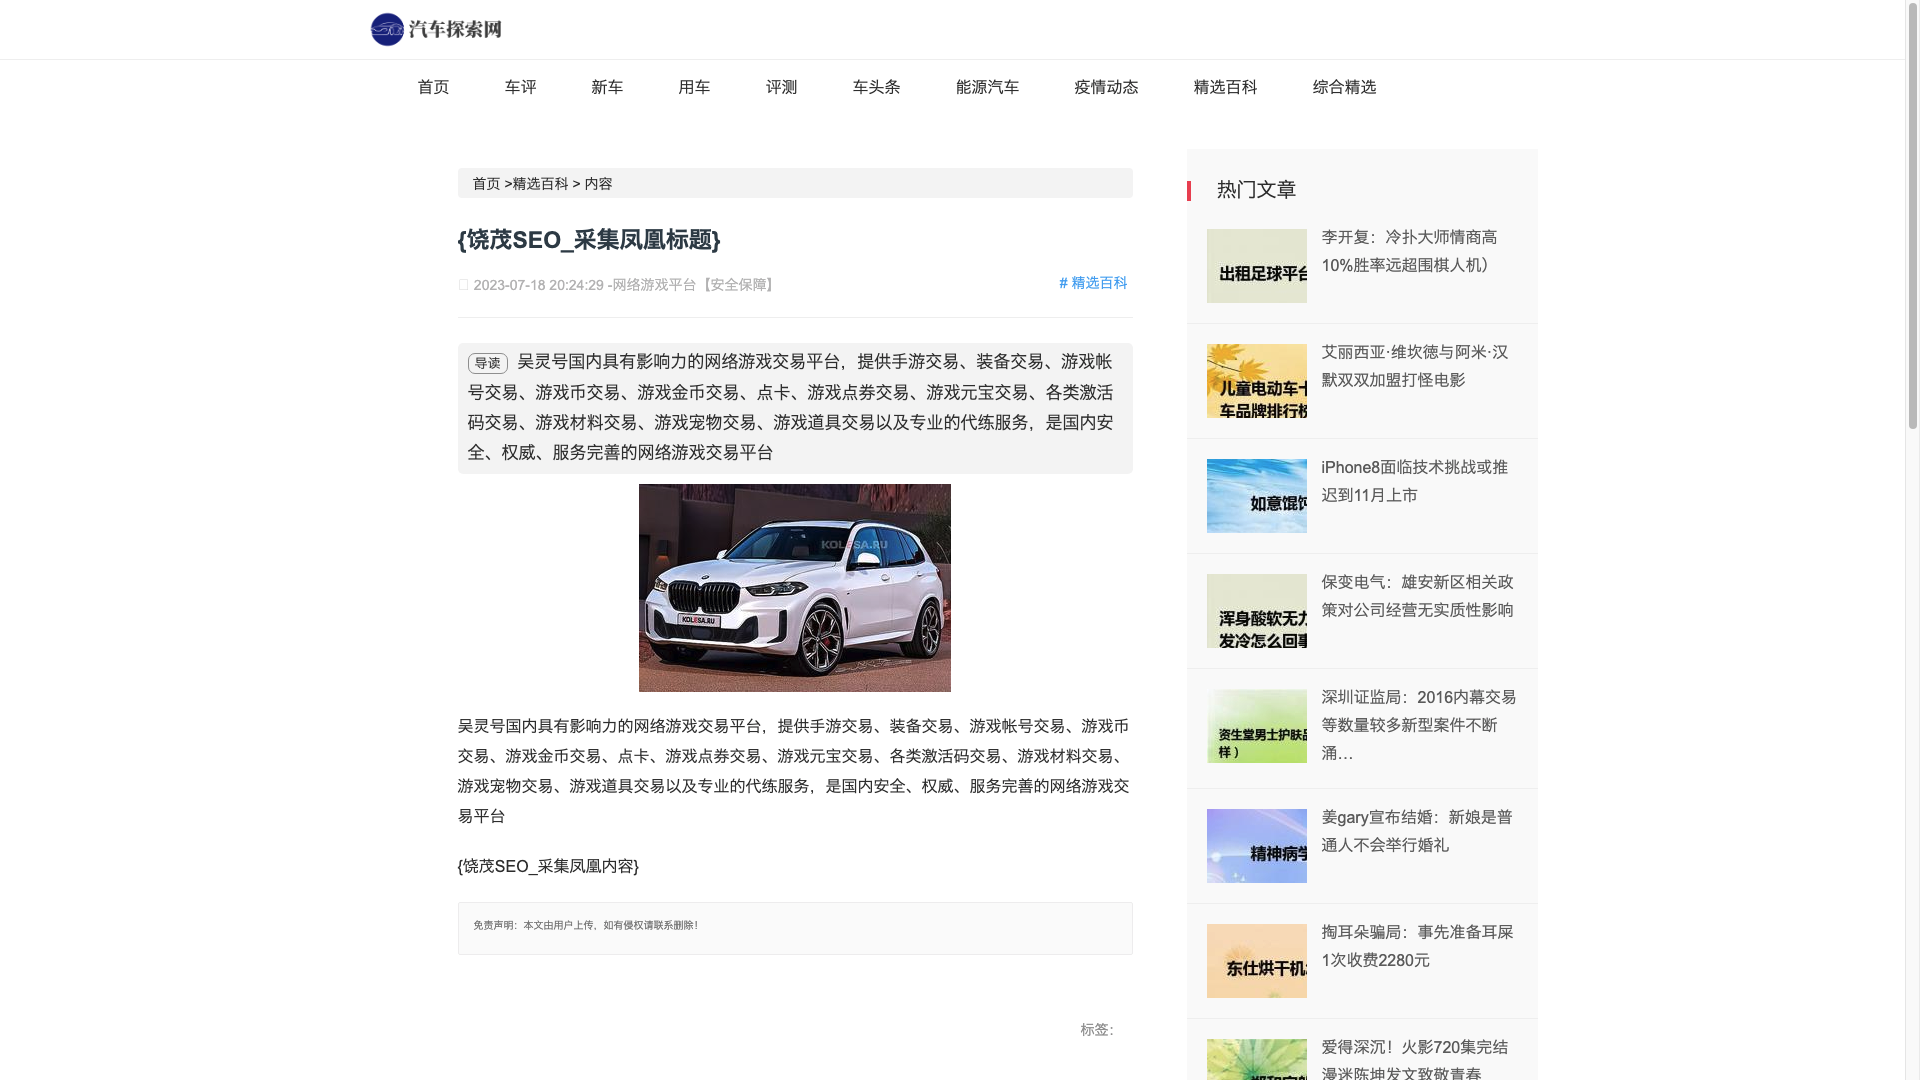 汽车探索网
首页 车评 新车 用车 评测 车头条 能源汽车 疫情动态 精选百科 综合精选
首页 >精选百科 > 内容
{饶茂SEO_采集凤凰标题}
2023-07-18 20:24:29 -网络游戏平台【安全保障】
# 精选百科
导读 吴灵号国内具有影响力的网络游戏交易平台，提供手游交易、装备交易、游戏帐
号交易、游戏币交易、游戏金币交易、点卡、游戏点券交易、游戏元宝交易、各类激活
码交易、游戏材料交易、游戏宠物交易、游戏道具交易以及专业的代练服务，是国内安
全、权威、服务完善的网络游戏交易平台
KOLESA.RU
KOLESA.RU
吴灵号国内具有影响力的网络游戏交易平台，提供手游交易、装备交易、游戏帐号交易、游戏币
交易、游戏金币交易、点卡、游戏点券交易、游戏元宝交易、各类激活码交易、游戏材料交易、
游戏宠物交易、游戏道具交易以及专业的代练服务，是国内安全、权威、服务完善的网络游戏交
易平台
{饶茂SEO_采集凤凰内容}
免责声明：本文由用户上传，如有侵权请联系删除！
标签：
热门文章
出租足球平台
李开复：冷扑大师情商高
10%胜率远超围棋人机）
儿童电动车十
车品牌排行榜
艾丽西亚·维坎德与阿米·汉
默双双加盟打怪电影
如意馄饨
iPhone8面临技术挑战或推
迟到11月上市
浑身酸软无力
发冷怎么回事
保变电气：雄安新区相关政
策对公司经营无实质性影响
资生堂男士护肤品
样）
深圳证监局：2016内幕交易
等数量较多新型案件不断
涌…
精神病学
姜gary宣布结婚：新娘是普
通人不会举行婚礼
东仕烘干机
掏耳朵骗局：事先准备耳屎
1次收费2280元
爱得深沉！火影720集完结
漫迷陈坤发文致敬青春